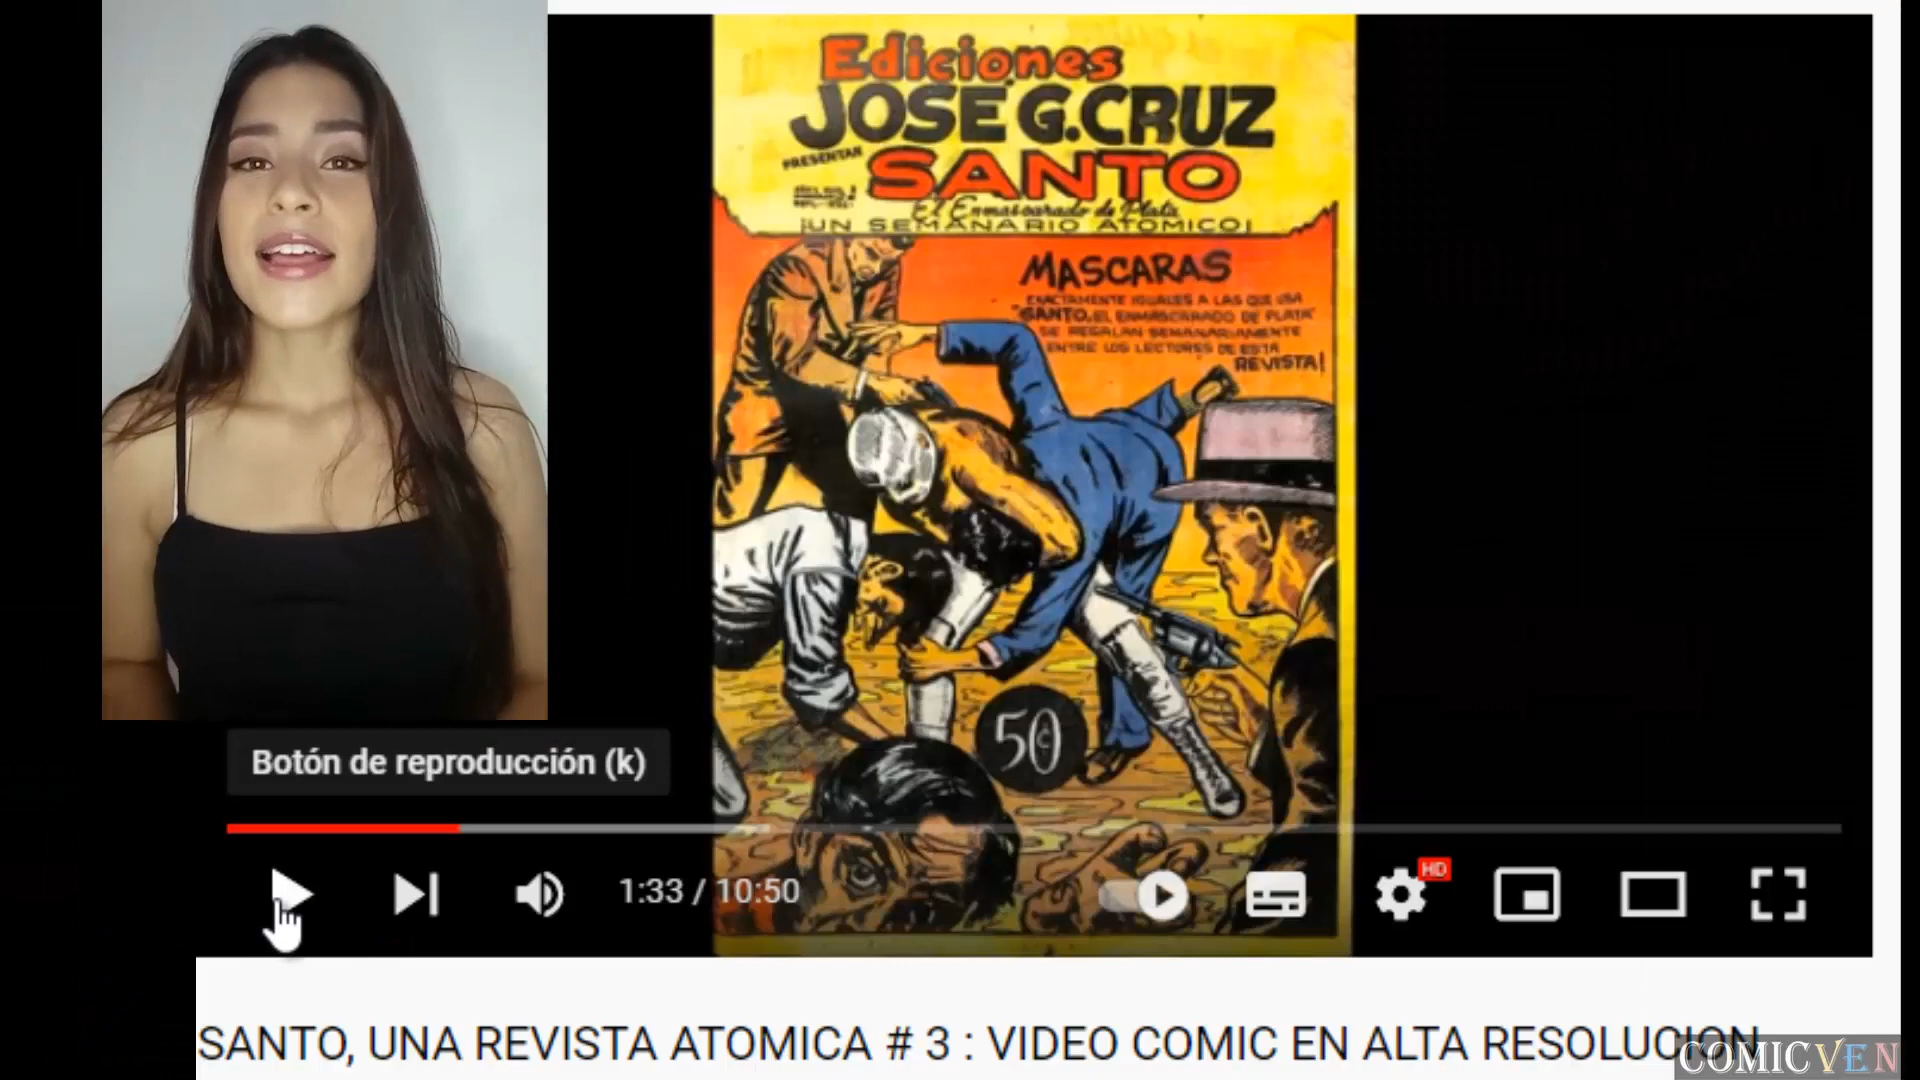 Ediciones
JOSE G. CRUZ
PRESENTAN
SANTO
El Enmascarado de Plata
¡UN SEMANARIO ATOMICO!
MASCARAS
EXACTAMENTE IGUALES A LAS QUE USA
"SANTO, EL ENMASCARADO DE PLATA"
SE REGALAN SEMANARIAMENTE
ENTRE LOS LECTORES DE ESTA
REVISTA!
50¢
Botón de reproducción (k)
1:33 / 10:50
HD
SANTO, UNA REVISTA ATOMICA # 3 : VIDEO COMIC EN ALTA RESOLUCION
COMICVEN